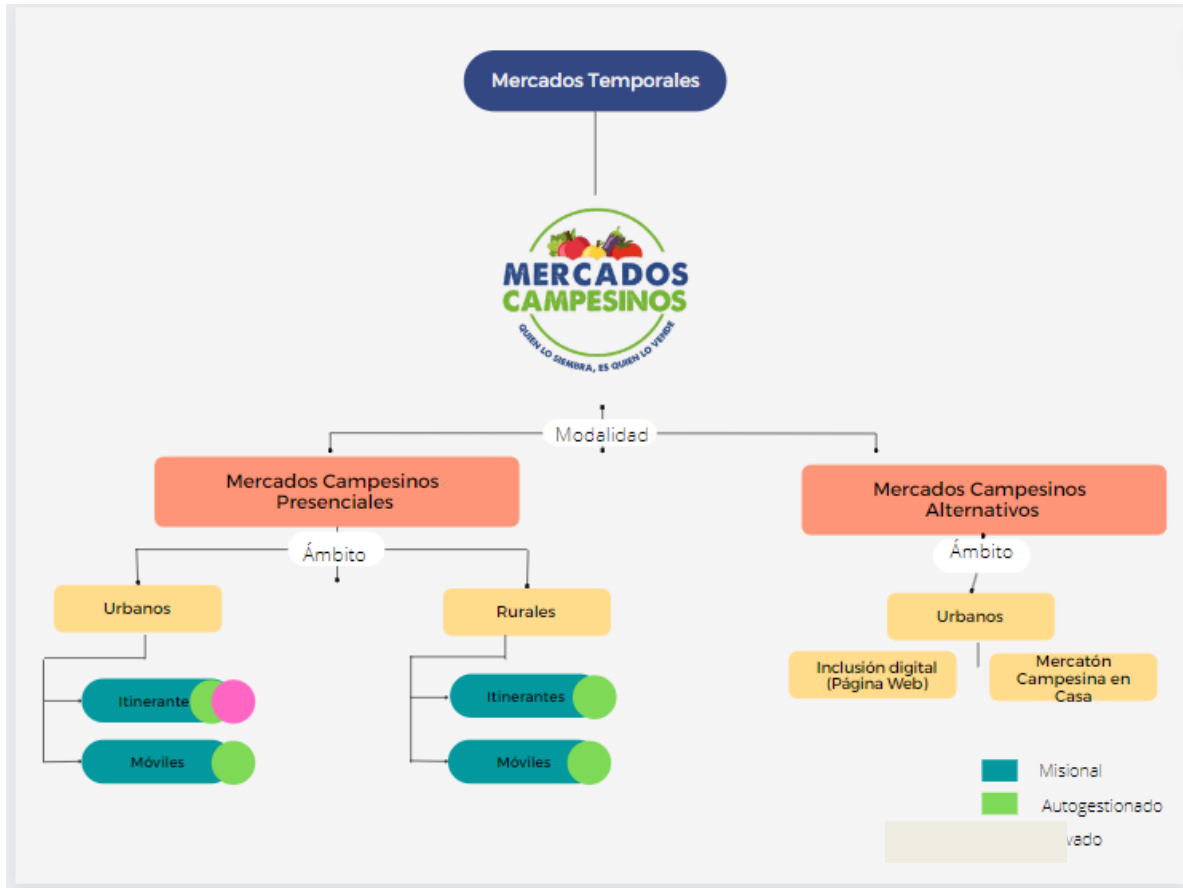 Mercados Temporales
MERCADOS
CAMPESINOS
QUIEN LO SIEMBRA, ES QUIEN LO VENDE
Modalidad
Mercados Campesinos
Presenciales
Mercados Campesinos
Alternativos
Ámbito
Ámbito
Urbanos
Rurales
Urbanos
Inclusión digital
(Página Web)
Mercatón
Campesina en
Casa
Itinerante
Itinerantes
Móviles
Móviles
Misional
Autogestionado